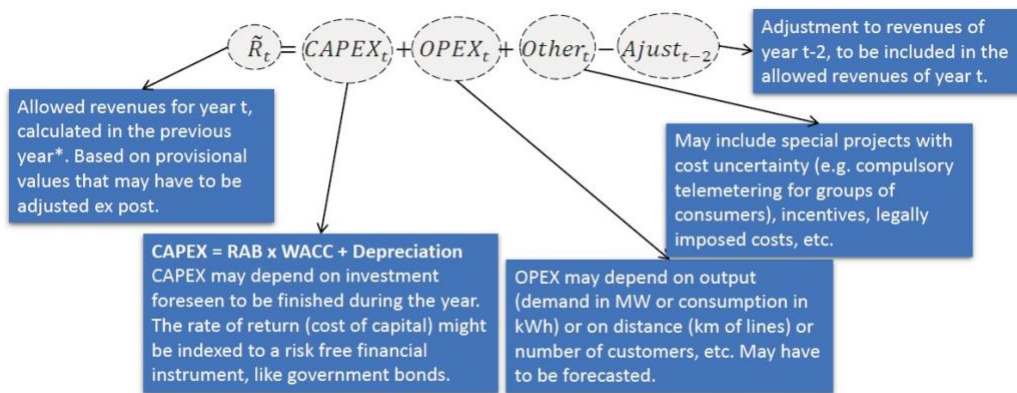 R̃t = CAPEXt + OPEXt + Othert − Ajustt−2
Adjustment to revenues of
year t-2, to be included in the
allowed revenues of year t.
Allowed revenues for year t,
calculated in the previous
year*. Based on provisional
values that may have to be
adjusted ex post.
May include special projects with
cost uncertainty (e.g. compulsory
telemetering for groups of
consumers), incentives, legally
imposed costs, etc.
CAPEX = RAB x WACC + Depreciation
CAPEX may depend on investment
foreseen to be finished during the year.
The rate of return (cost of capital) might
be indexed to a risk free financial
instrument, like government bonds.
OPEX may depend on output
(demand in MW or consumption in
kWh) or on distance (km of lines) or
number of customers, etc. May have
to be forecasted.